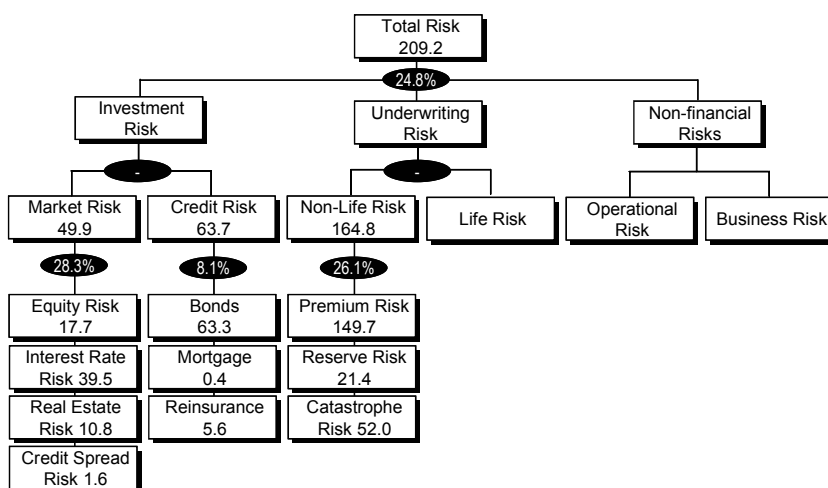 Total Risk
209.2
24.8%
Investment
Risk
Underwriting
Risk
Non-financial
Risks
-
-
Market Risk
49.9
Credit Risk
63.7
Non-Life Risk
164.8
Life Risk
Operational
Risk
Business Risk
28.3%
8.1%
26.1%
Equity Risk
17.7
Bonds
63.3
Premium Risk
149.7
Interest Rate
Risk 39.5
Mortgage
0.4
Reserve Risk
21.4
Real Estate
Risk 10.8
Reinsurance
5.6
Catastrophe
Risk 52.0
Credit Spread
Risk 1.6